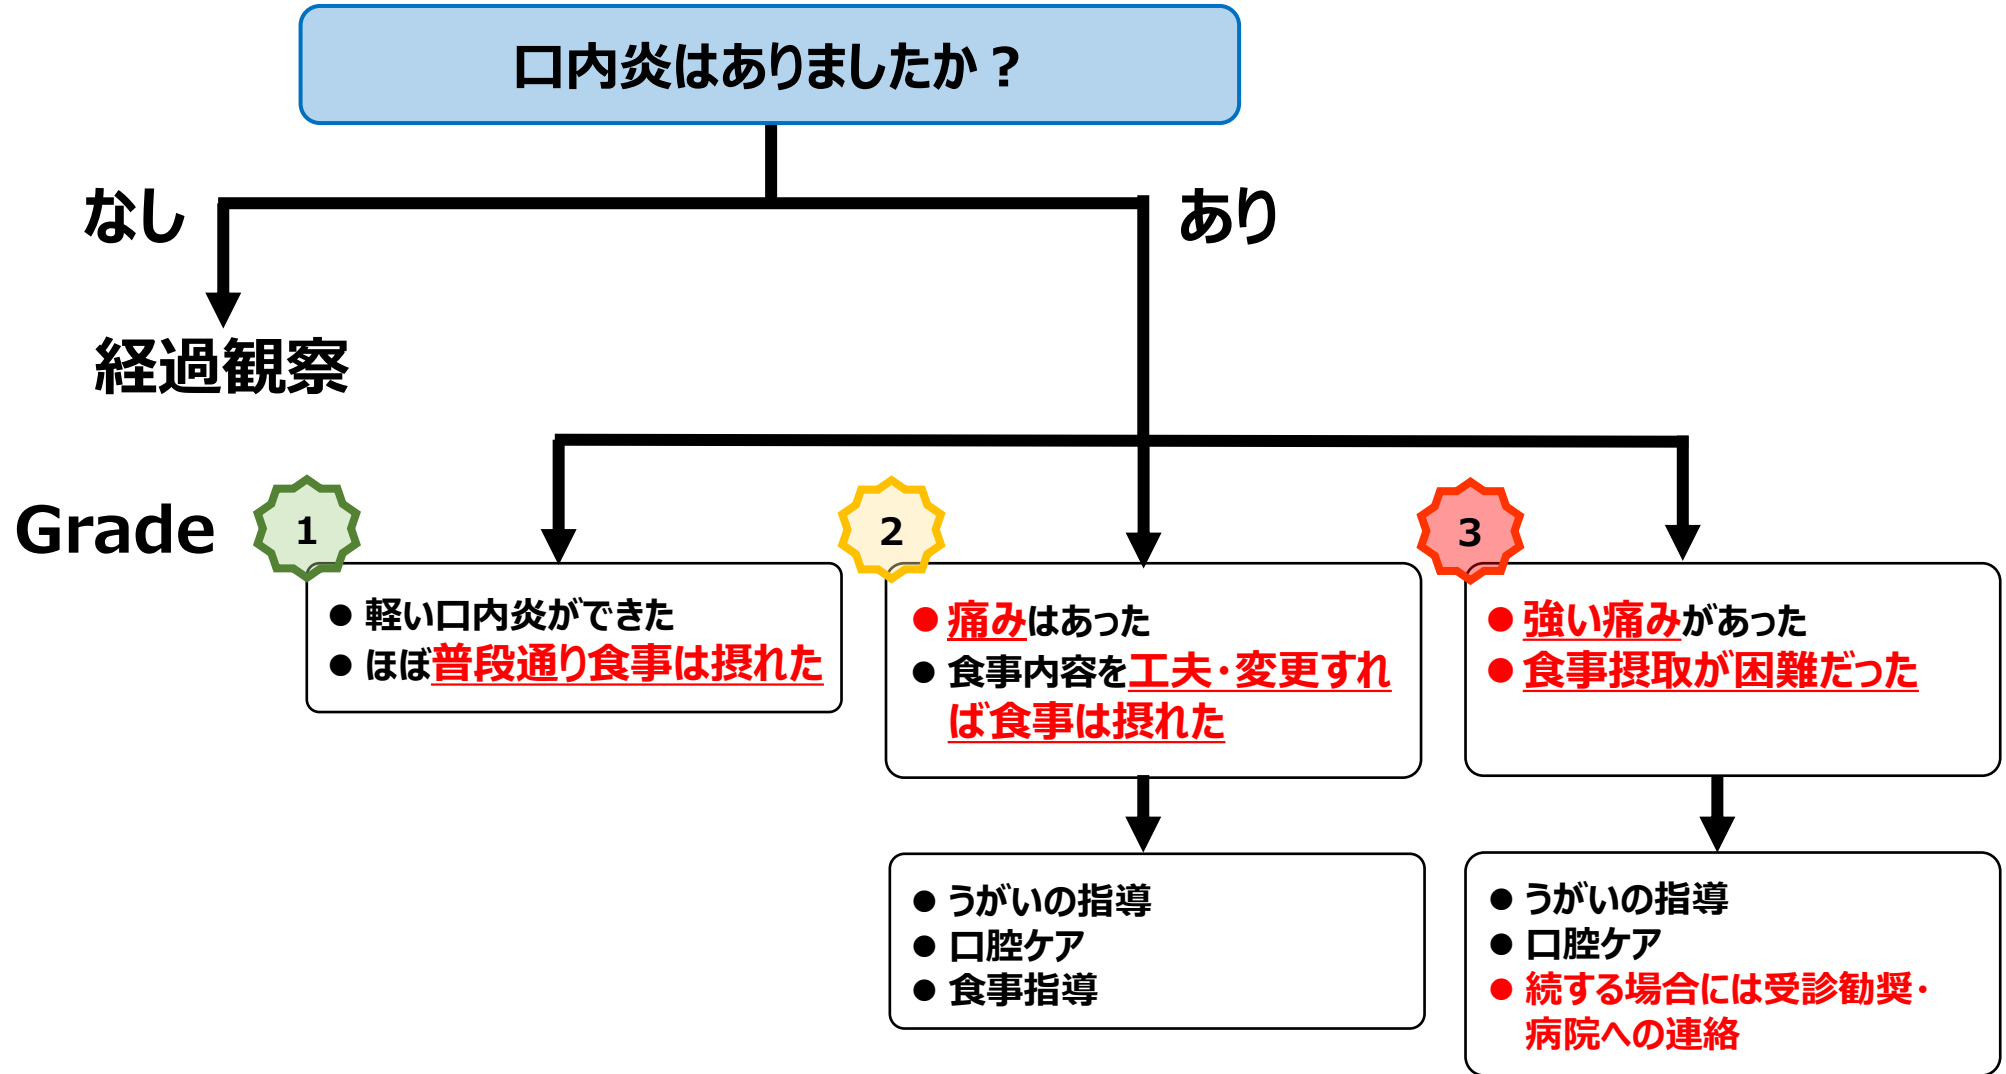 口内炎はありましたか？
なし
あり
経過観察
Grade
1
2
3
● 軽い口内炎ができた
● ほぼ普段通り食事は摂れた
● 痛みはあった
● 食事内容を工夫・変更すれ
ば食事は摂れた
● 強い痛みがあった
● 食事摂取が困難だった
● うがいの指導
● 口腔ケア
● 食事指導
● うがいの指導
● 口腔ケア
● 続する場合には受診勧奨・
病院への連絡